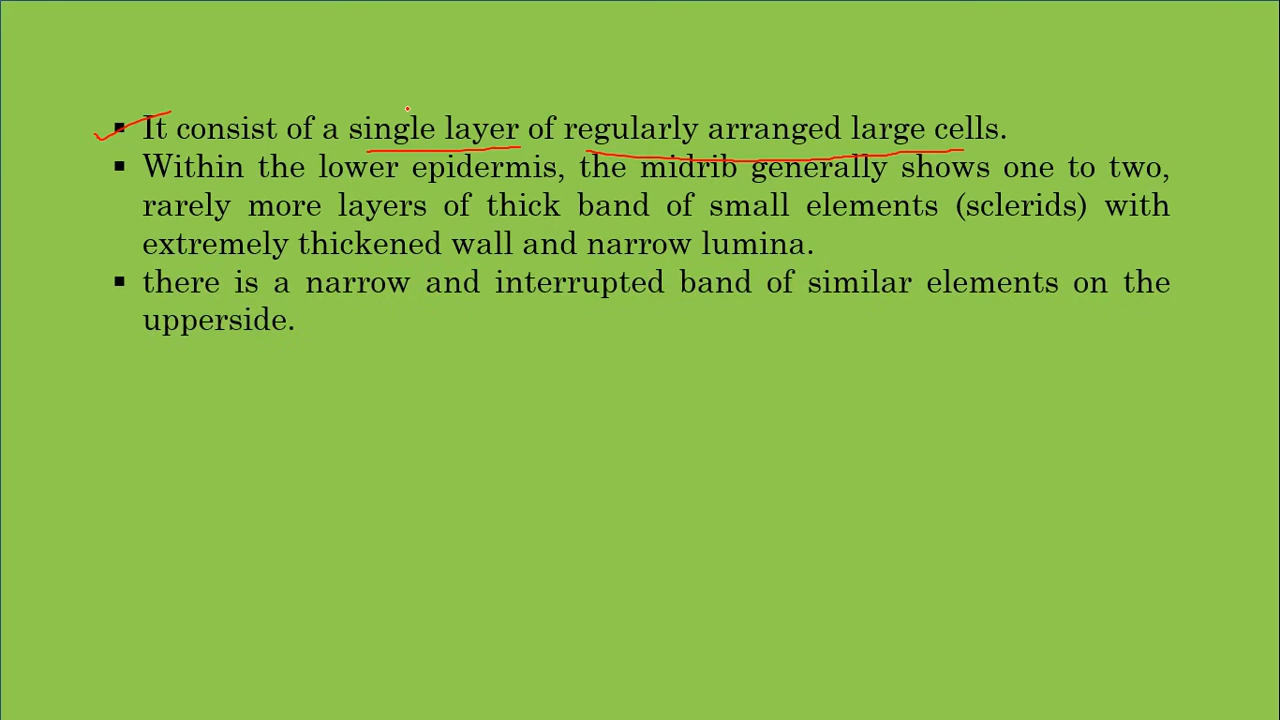 ▪ It consist of a single layer of regularly arranged large cells.
▪ Within the lower epidermis, the midrib generally shows one to two,
rarely more layers of thick band of small elements (sclerids) with
extremely thickened wall and narrow lumina.
▪ there is a narrow and interrupted band of similar elements on the
upperside.